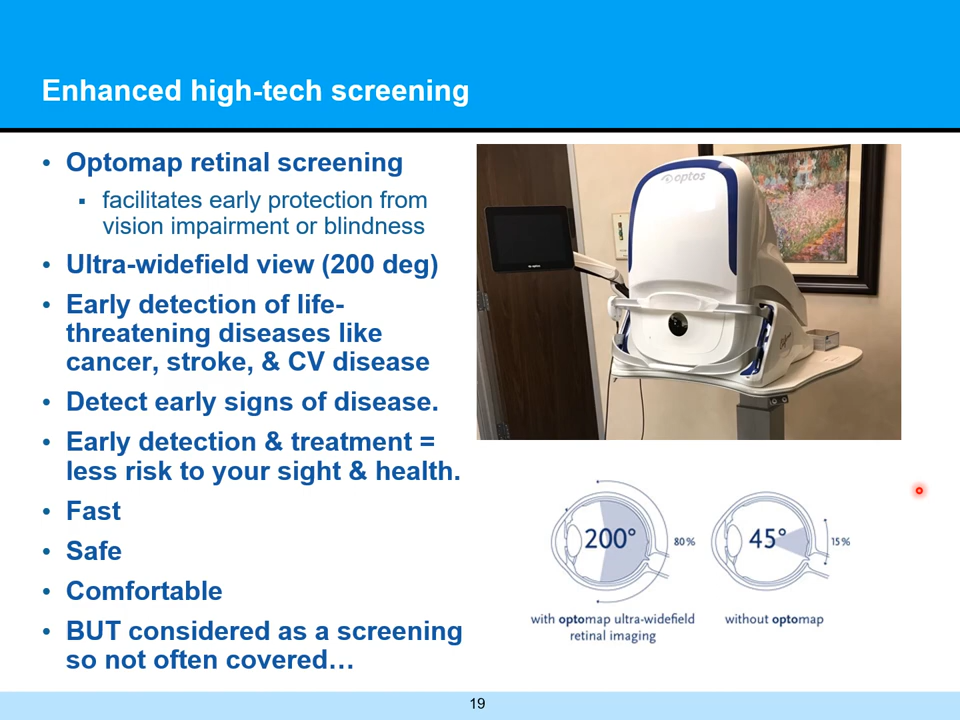 Enhanced high-tech screening
• Optomap retinal screening
▪ facilitates early protection from
vision impairment or blindness
• Ultra-widefield view (200 deg)
• Early detection of life-
threatening diseases like
cancer, stroke, & CV disease
• Detect early signs of disease.
• Early detection & treatment =
less risk to your sight & health.
• Fast
• Safe
• Comfortable
• BUT considered as a screening
so not often covered…
optos
200°
80%
with optomap ultra-widefield
retinal imaging
45°
15%
without optomap
19